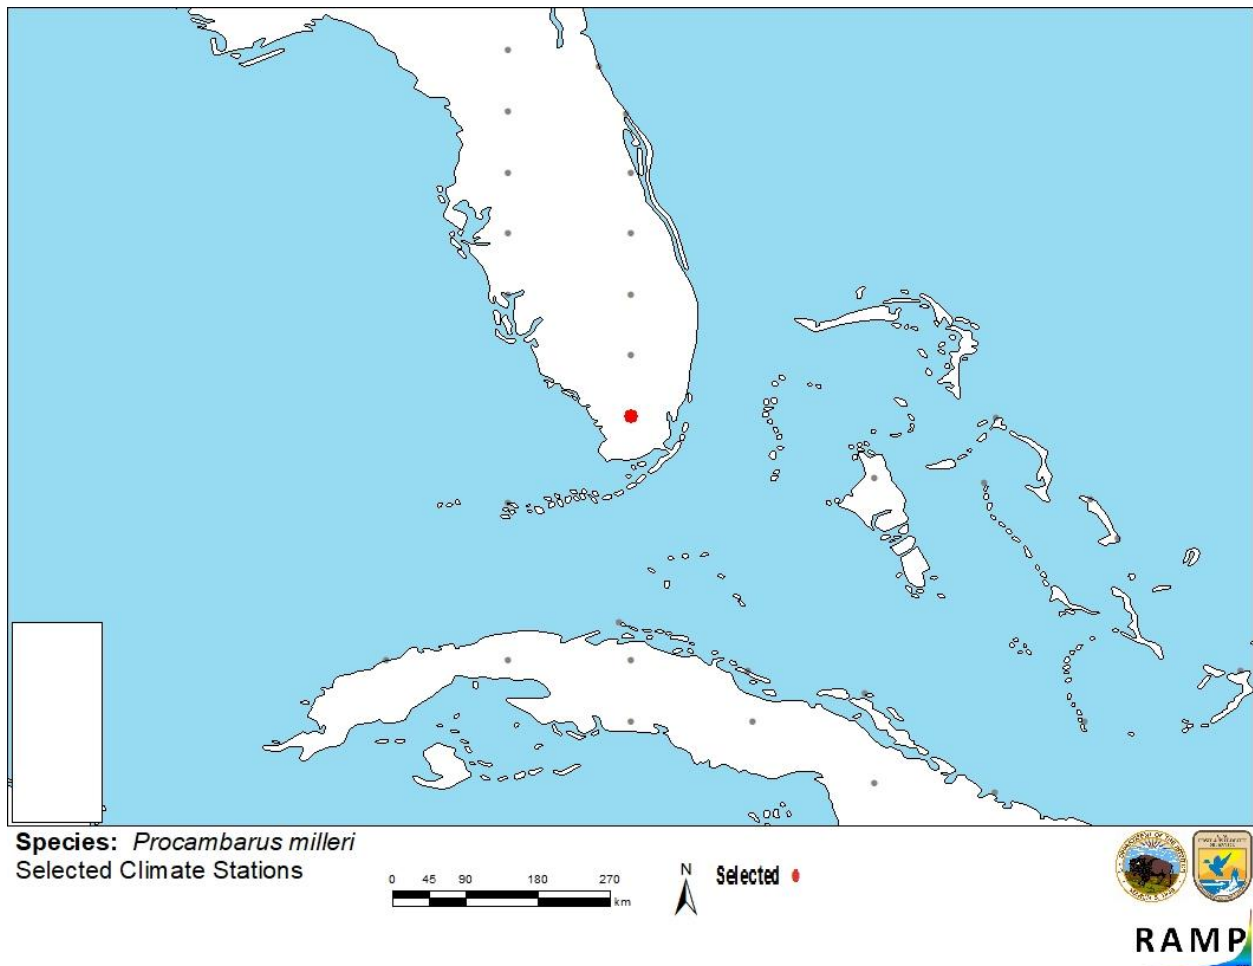 Species: Procambarus milleri
Selected Climate Stations
0 45 90 180 270
km
N
Selected
RAMP